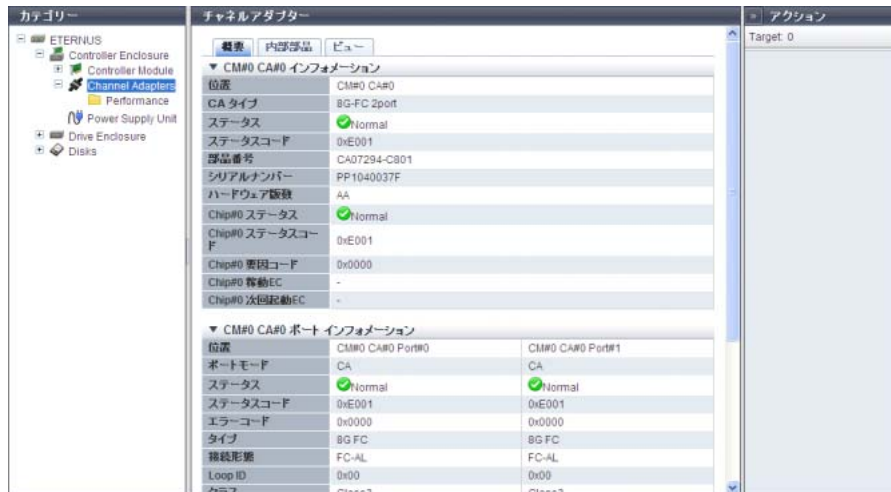 カテゴリー
ETERNUS
Controller Enclosure
Controller Module
Channel Adapters
Performance
Power Supply Unit
Drive Enclosure
Disks
チャネルアダプター
概要 内部部品 ビュー
▼ CM#0 CA#0 インフォメーション
位置 CM#0 CA#0
CA タイプ 8G-FC 2port
ステータス Normal
ステータスコード 0xE001
部品番号 CA07294-C801
シリアルナンバー PP1040037F
ハードウェア版数 AA
Chip#0 ステータス Normal
Chip#0 ステータスコード 0xE001
Chip#0 要因コード 0x0000
Chip#0 稼動EC -
Chip#0 次回起動EC -
▼ CM#0 CA#0 ポート インフォメーション
位置 CM#0 CA#0 Port#0 CM#0 CA#0 Port#1
ポートモード CA CA
ステータス Normal Normal
ステータスコード 0xE001 0xE001
エラーコード 0x0000 0x0000
タイプ 8G FC 8G FC
接続形態 FC-AL FC-AL
Loop ID 0x00 0x00
クラス Class3 Class3
» アクション
Target: 0